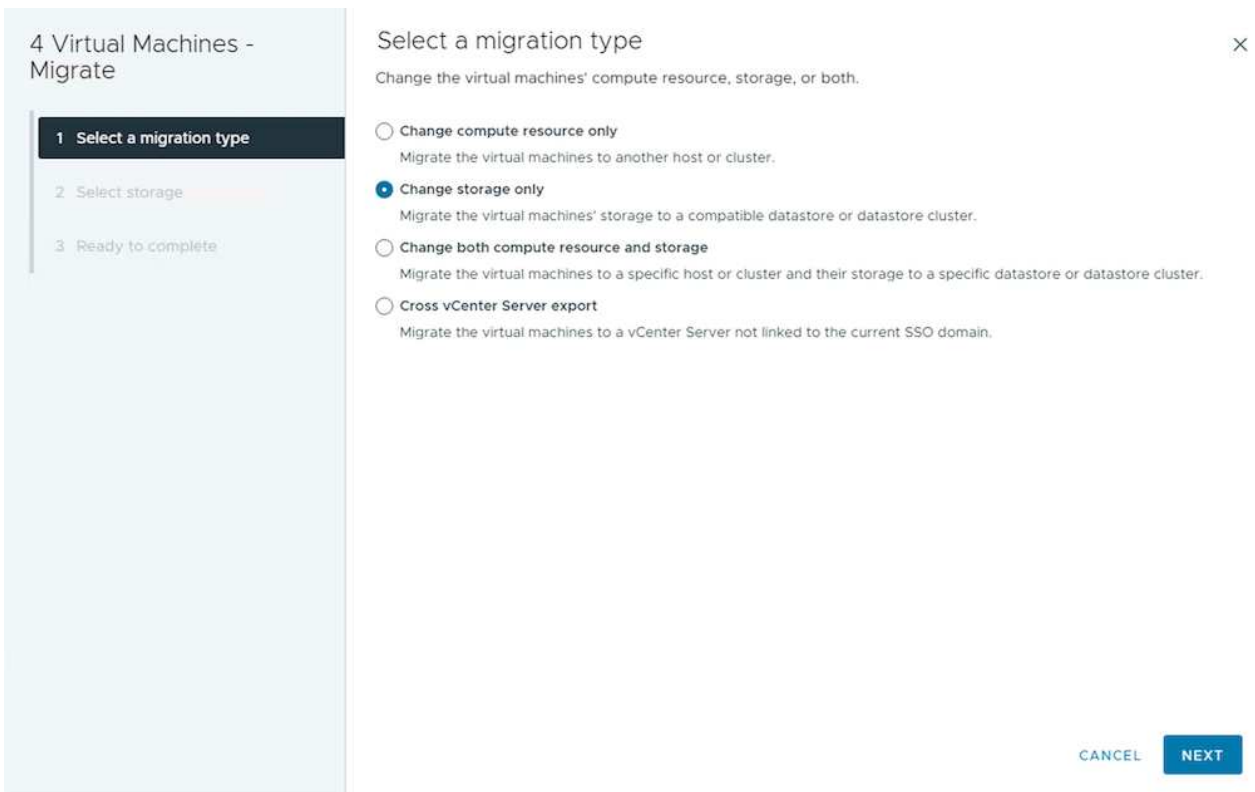 4 Virtual Machines -
Migrate
1 Select a migration type
2 Select storage
3 Ready to complete
Select a migration type
Change the virtual machines' compute resource, storage, or both.
Change compute resource only
Migrate the virtual machines to another host or cluster.
Change storage only
Migrate the virtual machines' storage to a compatible datastore or datastore cluster.
Change both compute resource and storage
Migrate the virtual machines to a specific host or cluster and their storage to a specific datastore or datastore cluster.
Cross vCenter Server export
Migrate the virtual machines to a vCenter Server not linked to the current SSO domain.
CANCEL
NEXT